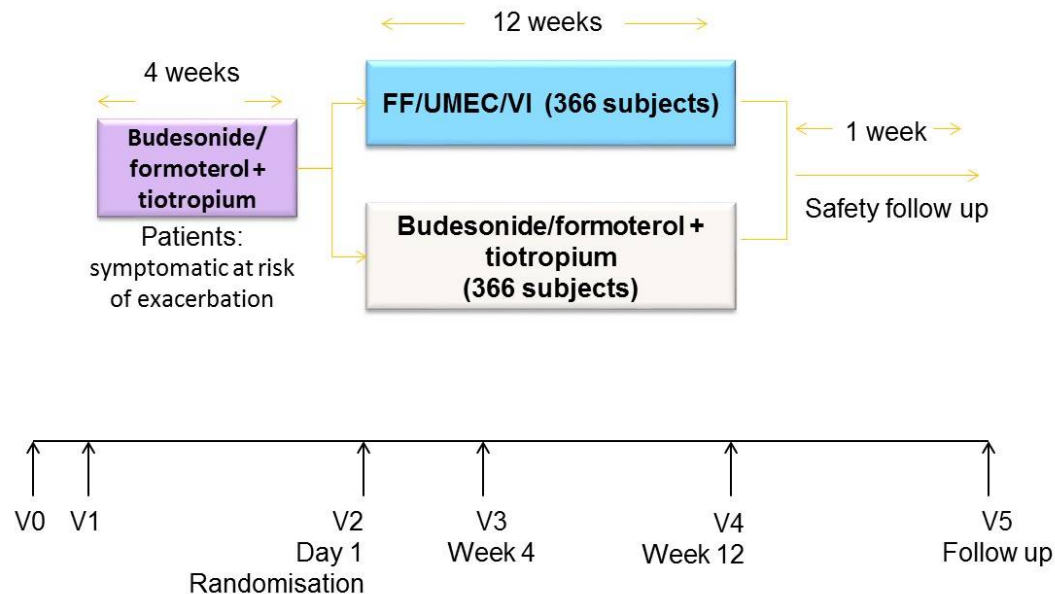 12 weeks
4 weeks
FF/UMEC/VI (366 subjects)
Budesonide/
formoterol +
tiotropium
1 week
Safety follow up
Budesonide/formoterol +
tiotropium
(366 subjects)
Patients:
symptomatic at risk
of exacerbation
V0
V1
V2
Day 1
Randomisation
V3
Week 4
V4
Week 12
V5
Follow up